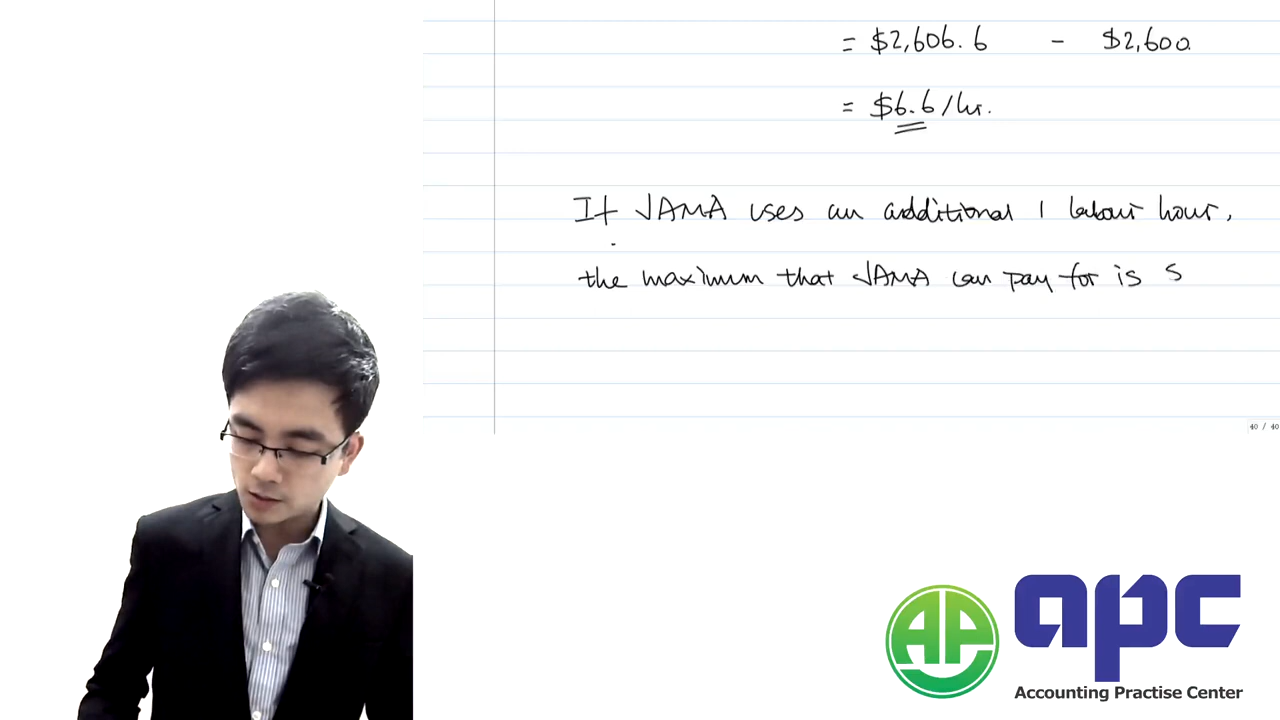 = $2,606.6 - $2,600
= $6.6/hr.
If JAMA uses an additional 1 labour hour,
the maximum that JAMA can pay for is S
40 / 40
AP
apc
Accounting Practise Center